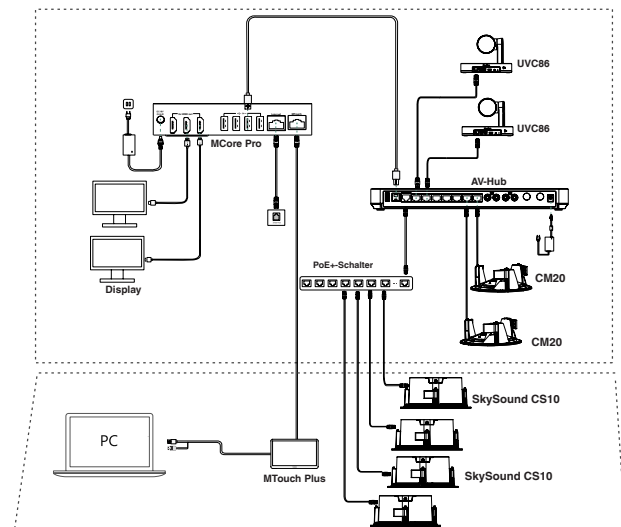 UVC86
UVC86
MCore Pro
AV-Hub
PoE+-Schalter
Display
CM20
CM20
SkySound CS10
PC
SkySound CS10
MTouch Plus